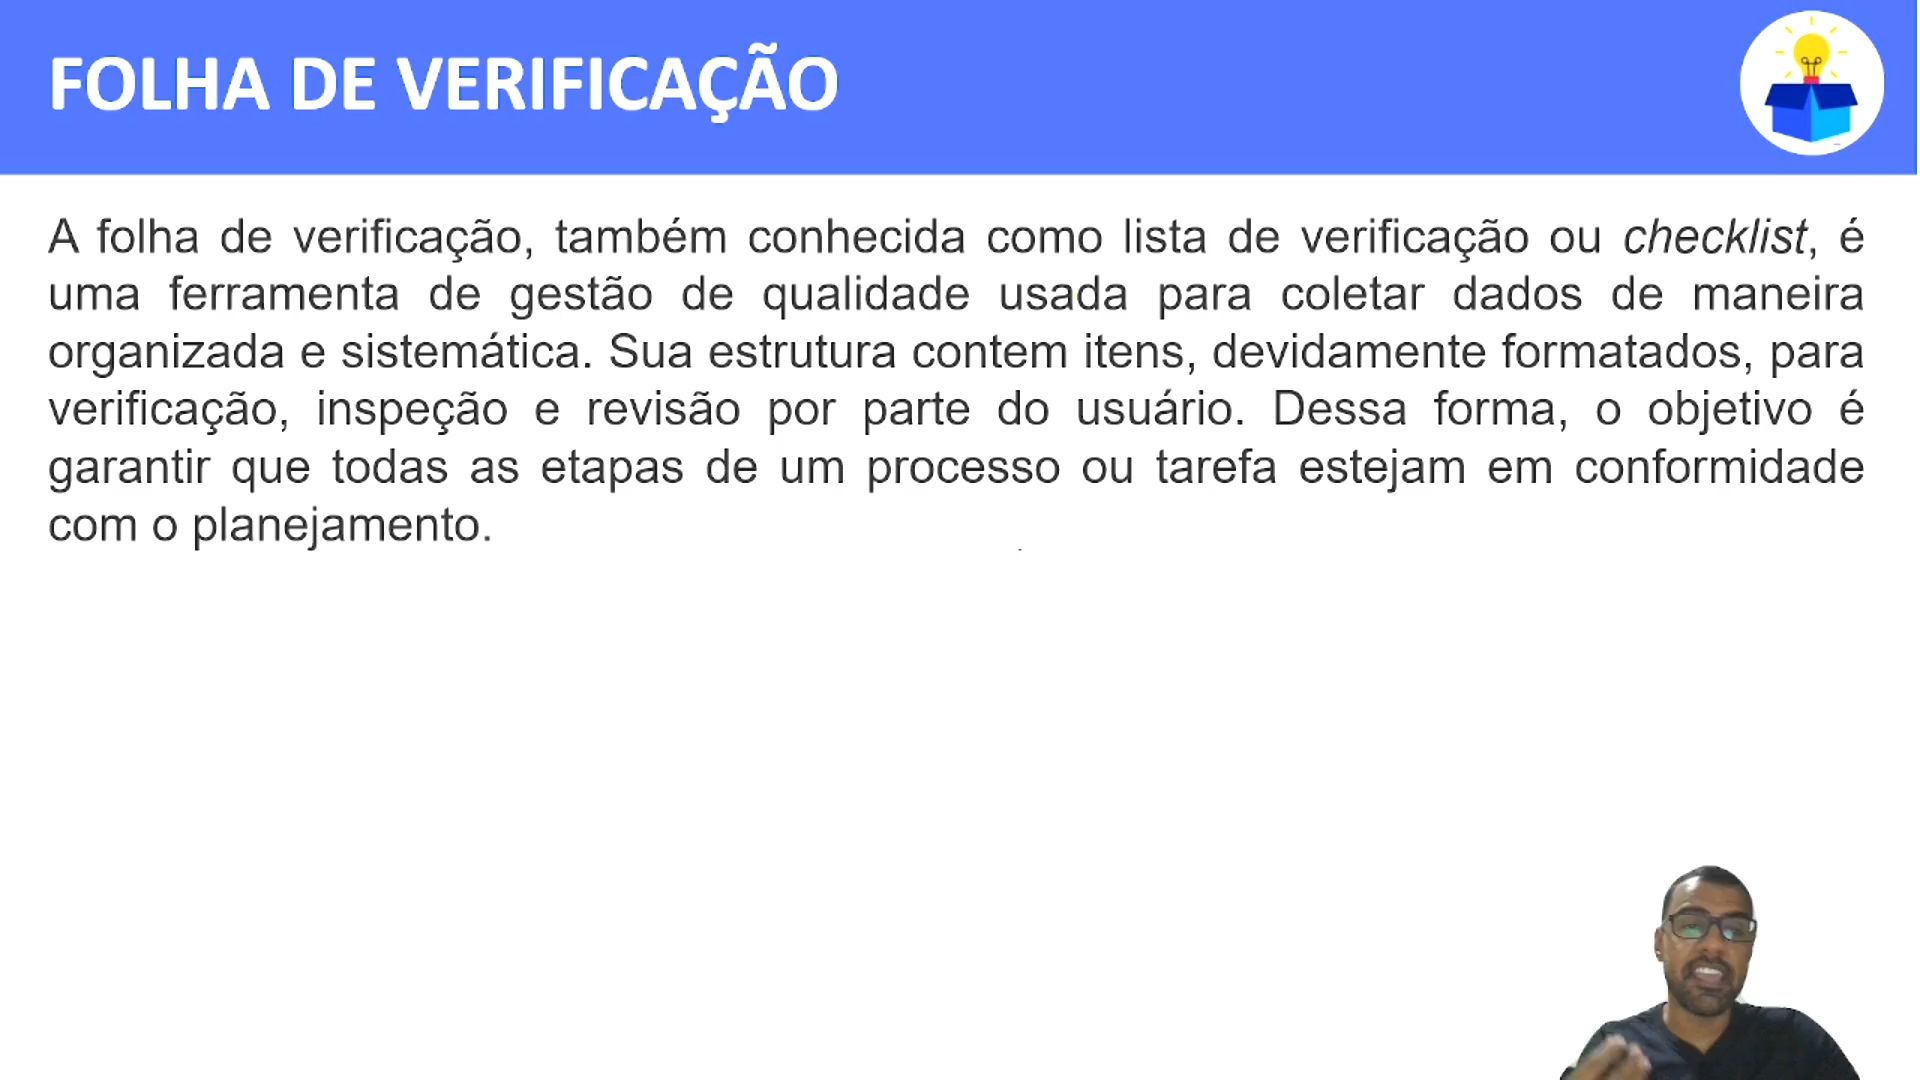 FOLHA DE VERIFICAÇÃO
A folha de verificação, também conhecida como lista de verificação ou checklist, é
uma ferramenta de gestão de qualidade usada para coletar dados de maneira
organizada e sistemática. Sua estrutura contem itens, devidamente formatados, para
verificação, inspeção e revisão por parte do usuário. Dessa forma, o objetivo é
garantir que todas as etapas de um processo ou tarefa estejam em conformidade
com o planejamento.